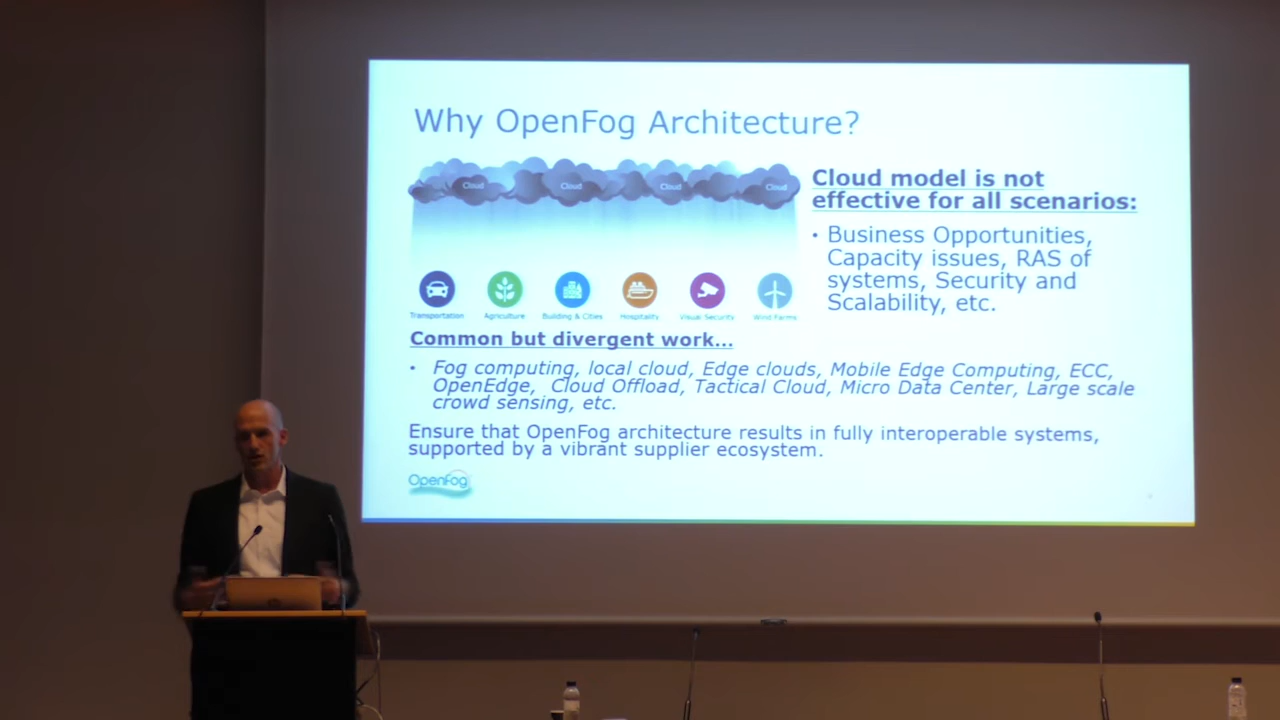 Why OpenFog Architecture?
Cloud
Cloud
Cloud
Cloud
Cloud model is not
effective for all scenarios:
• Business Opportunities,
Capacity issues, RAS of
systems, Security and
Scalability, etc.
Transportation
Agriculture
Building & Cities
Hospitality
Visual Security
Wind Farms
Common but divergent work...
• Fog computing, local cloud, Edge clouds, Mobile Edge Computing, ECC,
OpenEdge, Cloud Offload, Tactical Cloud, Micro Data Center, Large scale
crowd sensing, etc.
Ensure that OpenFog architecture results in fully interoperable systems,
supported by a vibrant supplier ecosystem.
OpenFog